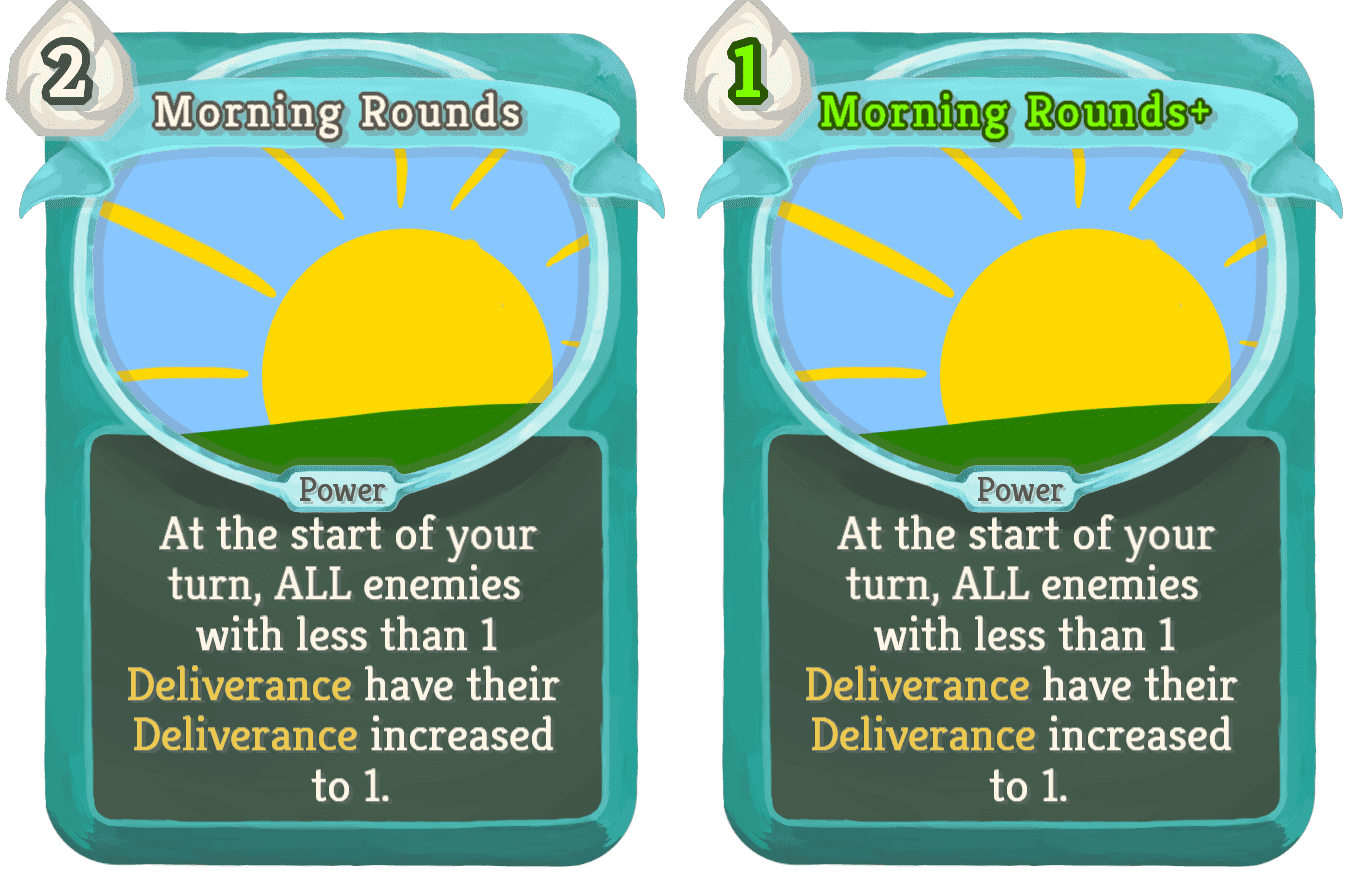 2
Morning Rounds
Power
At the start of your
turn, ALL enemies
with less than 1
Deliverance have their
Deliverance increased
to 1.
1
Morning Rounds+
Power
At the start of your
turn, ALL enemies
with less than 1
Deliverance have their
Deliverance increased
to 1.